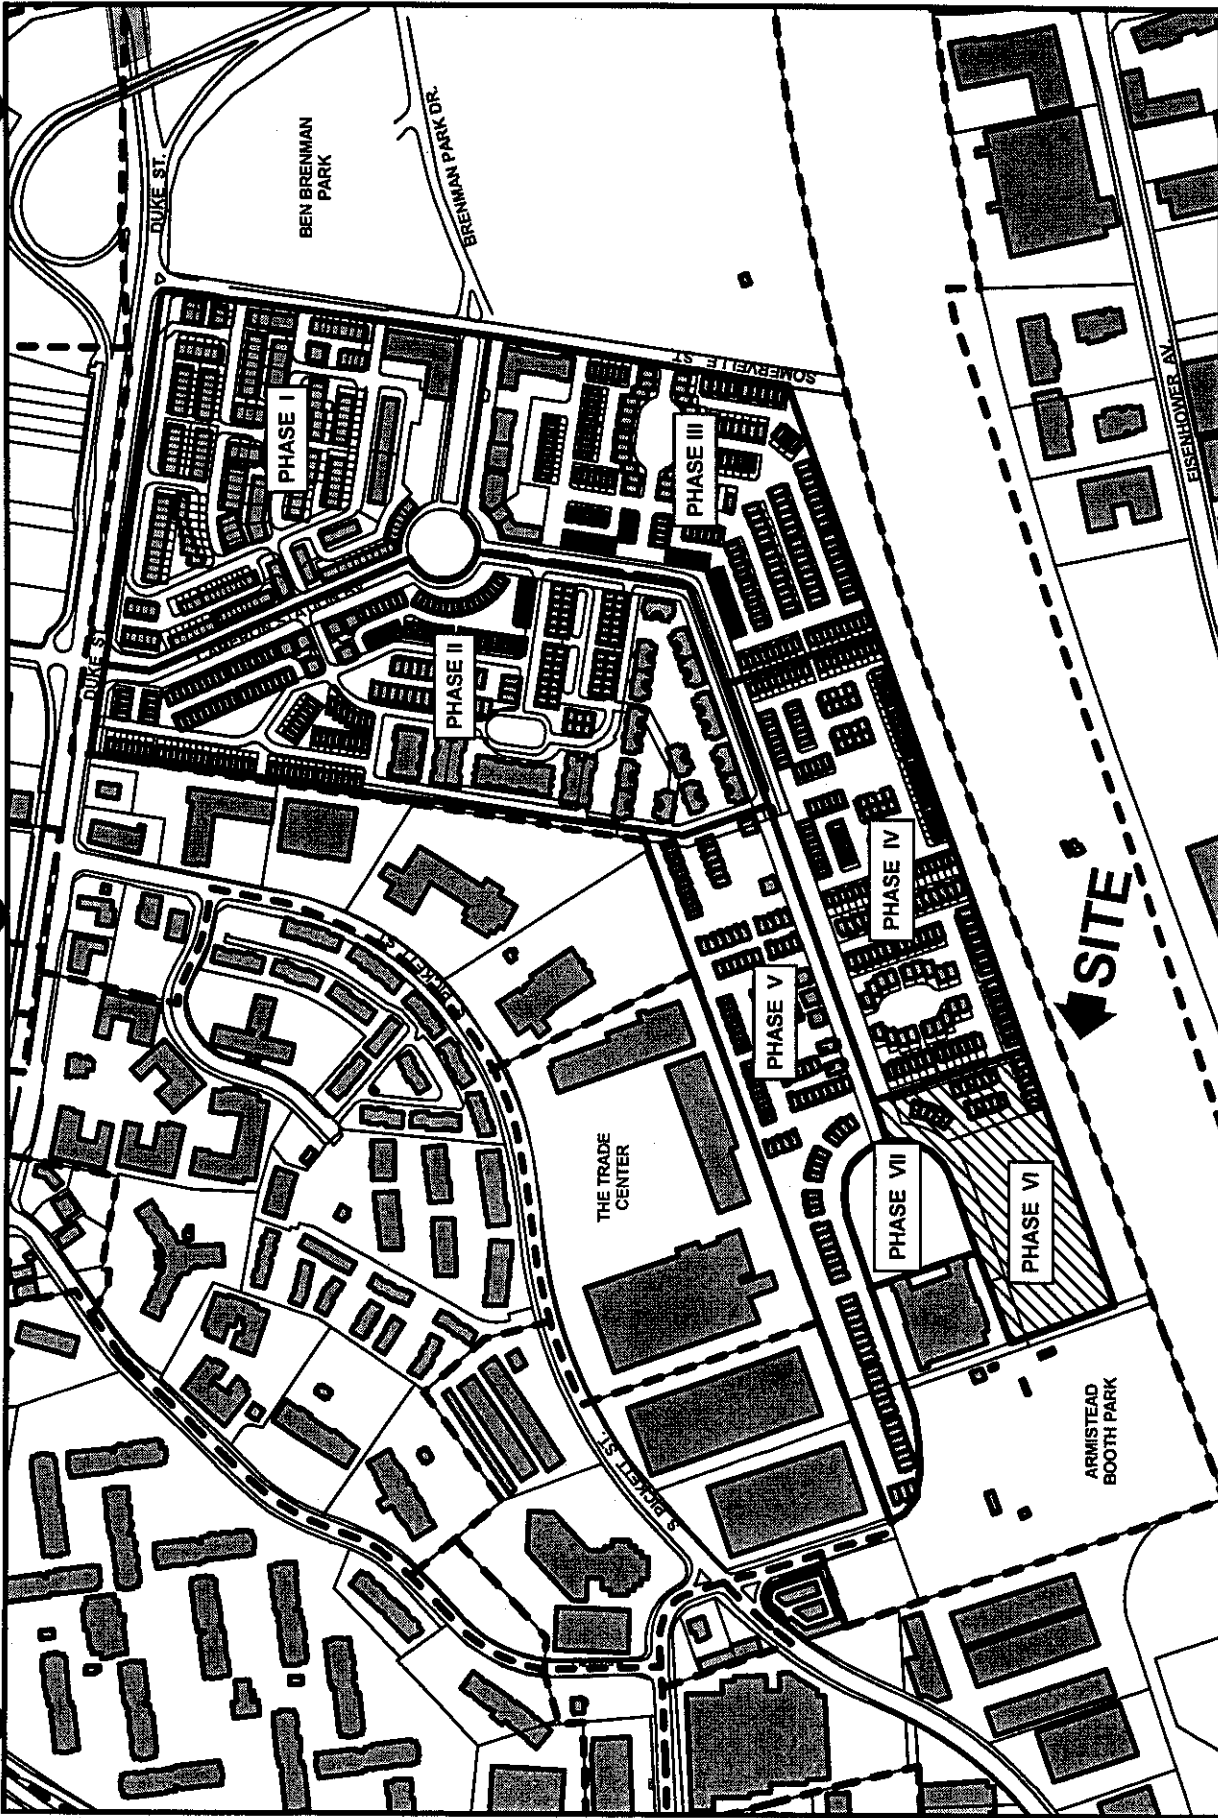 DUKE ST.
BEN BRENMAN
PARK
BRENMAN PARK DR.
PHASE I
SOMERVELLE ST.
PHASE III
EISENHOWER AV.
DUKE S
PHASE II
PHASE IV
SITE
S. PICKETT
PHASE V
THE TRADE
CENTER
PHASE VII
PHASE VI
S. PICKETT ST.
ARMISTEAD
BOOTH PARK